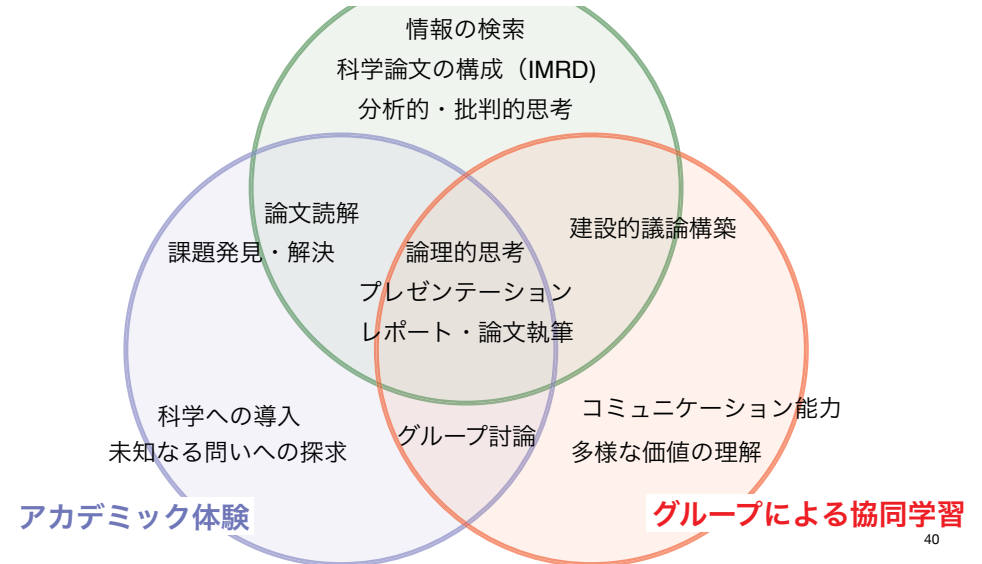 情報の検索
科学論文の構成（IMRD)
分析的・批判的思考
論文読解
課題発見・解決
論理的思考
プレゼンテーション
レポート・論文執筆
建設的議論構築
科学への導入
未知なる問いへの探求
グループ討論
コミュニケーション能力
多様な価値の理解
アカデミック体験
グループによる協同学習
40